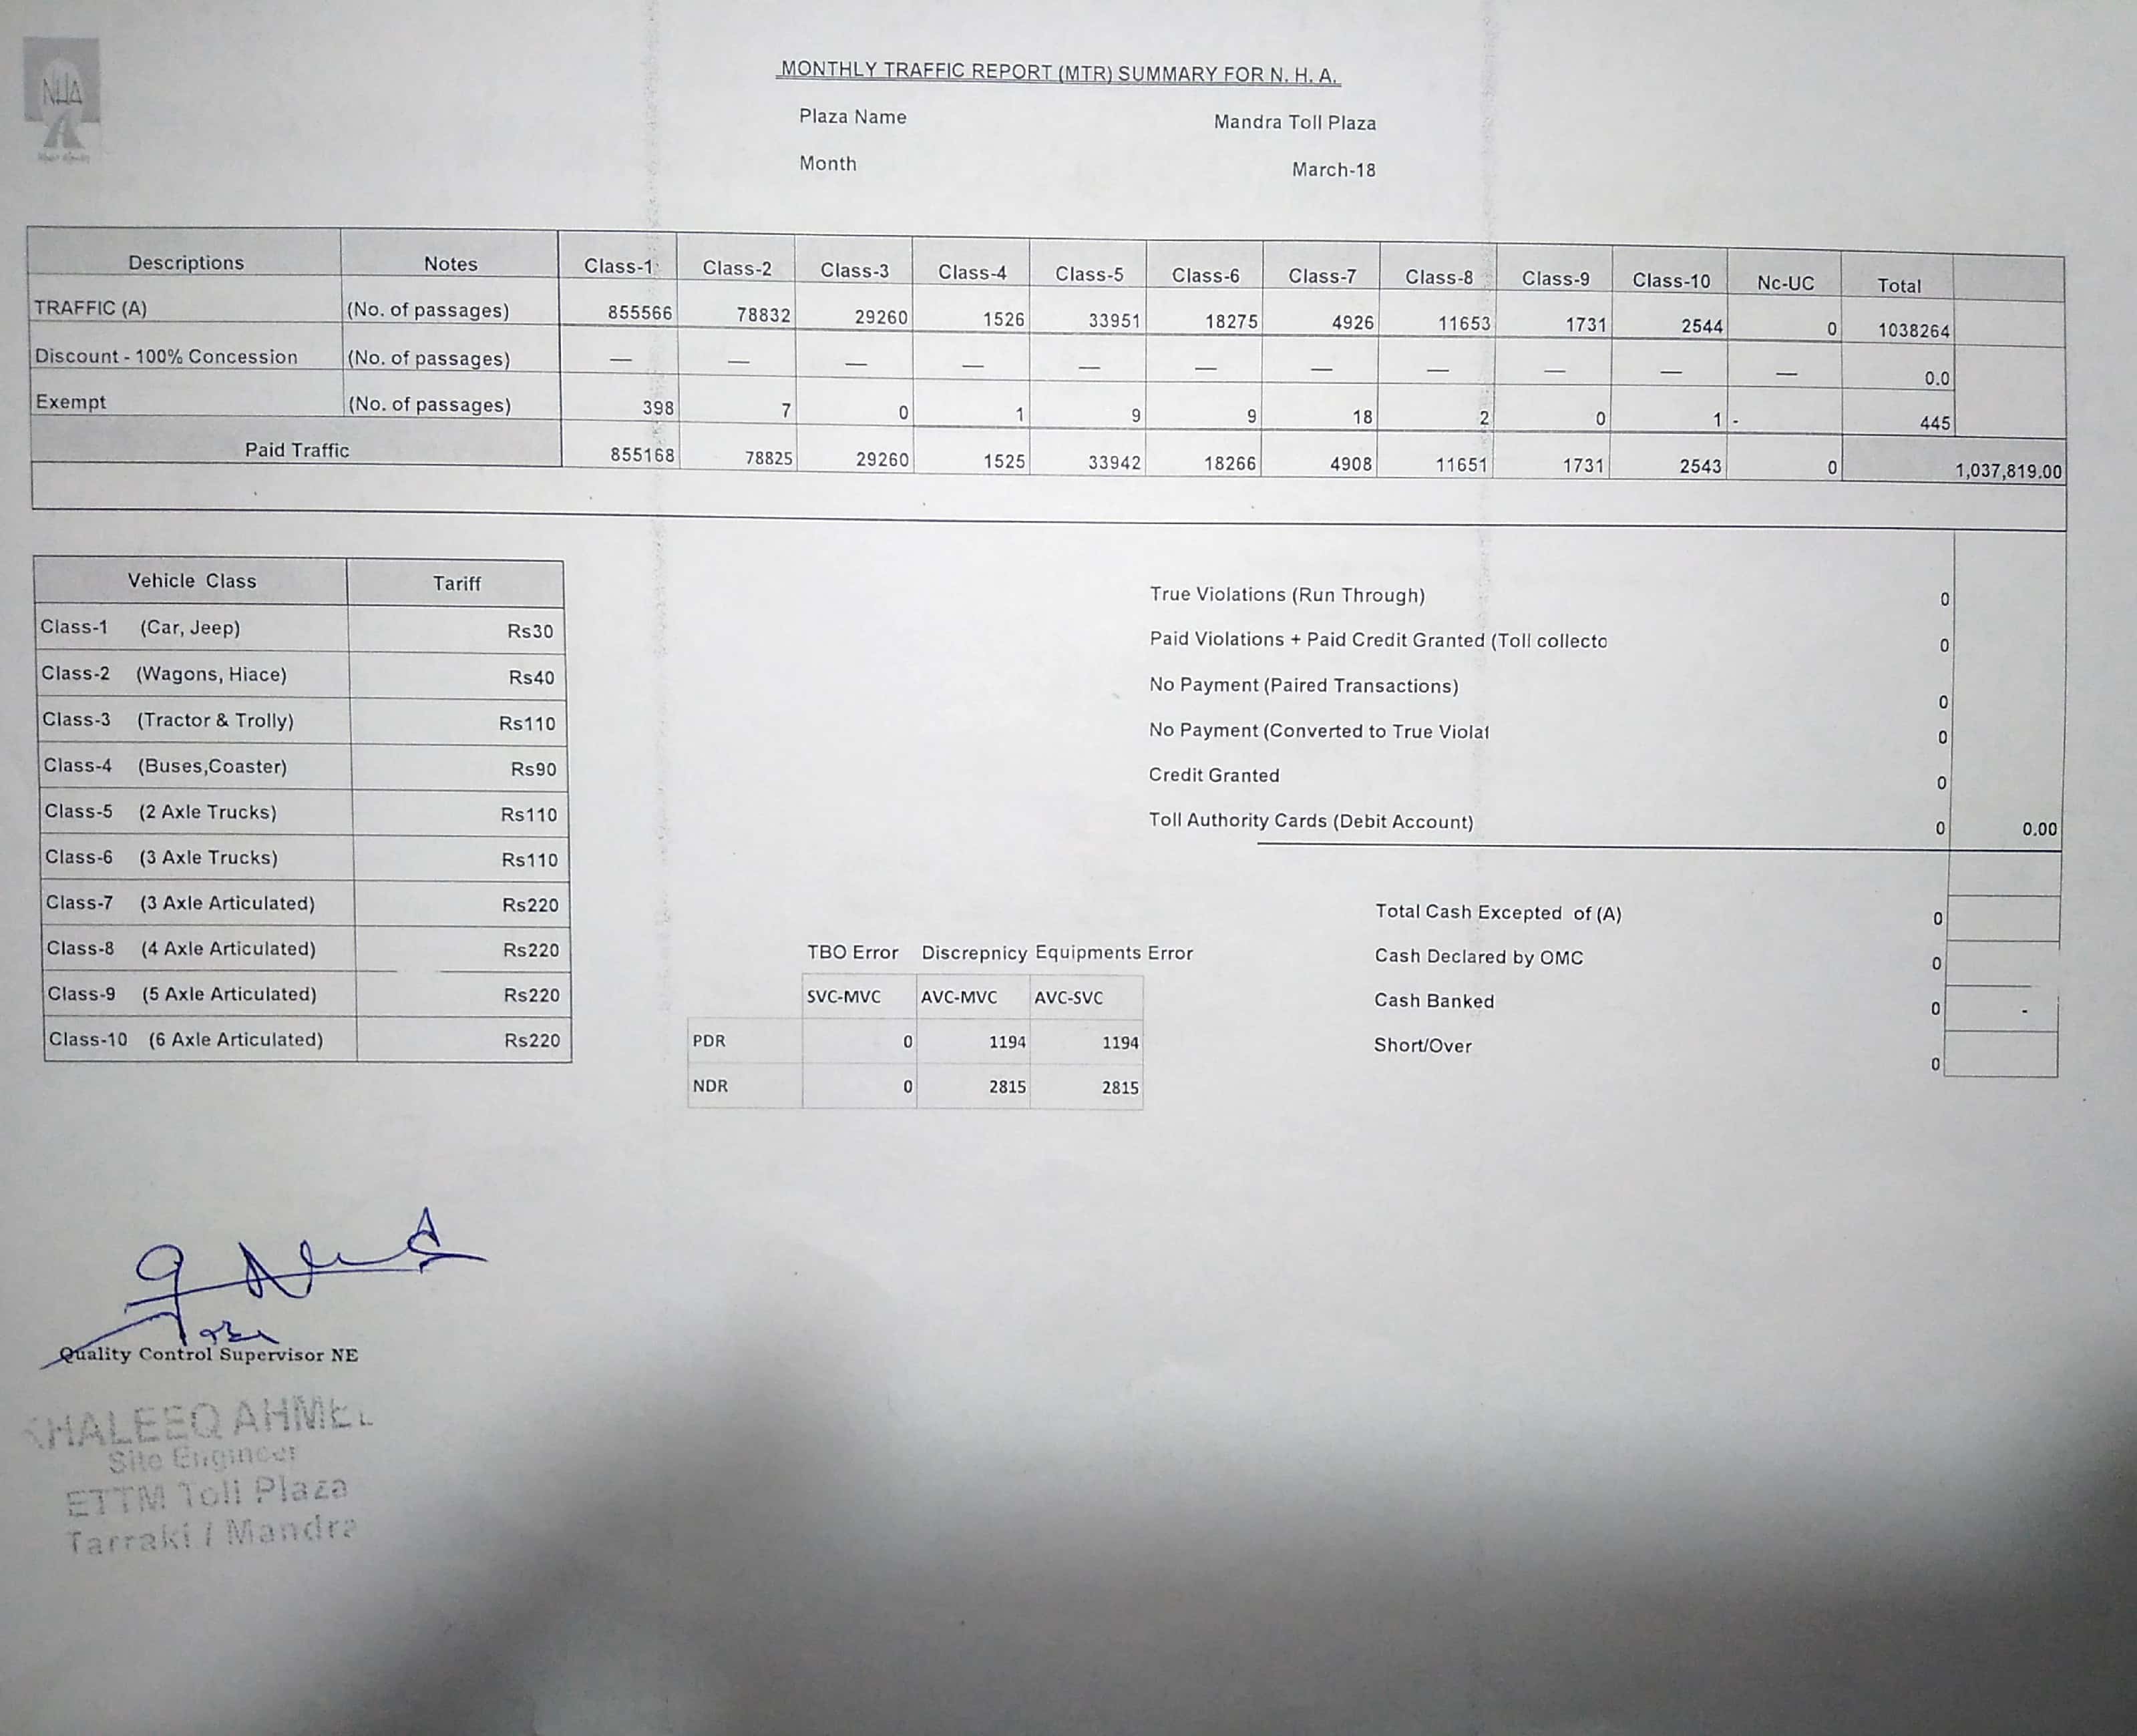 NHA
MONTHLY TRAFFIC REPORT (MTR) SUMMARY FOR N. H. A.
Plaza Name Mandra Toll Plaza
Month March-18
Descriptions Notes Class-1 Class-2 Class-3 Class-4 Class-5 Class-6 Class-7 Class-8 Class-9 Class-10 Nc-UC Total
TRAFFIC (A) (No. of passages) 855566 78832 29260 1526 33951 18275 4926 11653 1731 2544 0 1038264
Discount - 100% Concession (No. of passages) — — — — — — — — — — — 0.0
Exempt (No. of passages) 398 7 0 1 9 9 18 2 0 1 - 445
Paid Traffic 855168 78825 29260 1525 33942 18266 4908 11651 1731 2543 0 1,037,819.00
Vehicle Class Tariff
Class-1 (Car, Jeep) Rs30
Class-2 (Wagons, Hiace) Rs40
Class-3 (Tractor & Trolly) Rs110
Class-4 (Buses,Coaster) Rs90
Class-5 (2 Axle Trucks) Rs110
Class-6 (3 Axle Trucks) Rs110
Class-7 (3 Axle Articulated) Rs220
Class-8 (4 Axle Articulated) Rs220
Class-9 (5 Axle Articulated) Rs220
Class-10 (6 Axle Articulated) Rs220
True Violations (Run Through) 0
Paid Violations + Paid Credit Granted (Toll collecto 0
No Payment (Paired Transactions) 0
No Payment (Converted to True Violat 0
Credit Granted 0
Toll Authority Cards (Debit Account) 0 0.00
Total Cash Excepted of (A) 0
Cash Declared by OMC 0
Cash Banked 0 -
Short/Over 0
TBO Error Discrepnicy Equipments Error
SVC-MVC AVC-MVC AVC-SVC
PDR 0 1194 1194
NDR 0 2815 2815
Quality Control Supervisor NE
KHALEEQ AHMED
Site Engineer
ETTM Toll Plaza
Tarraki / Mandra